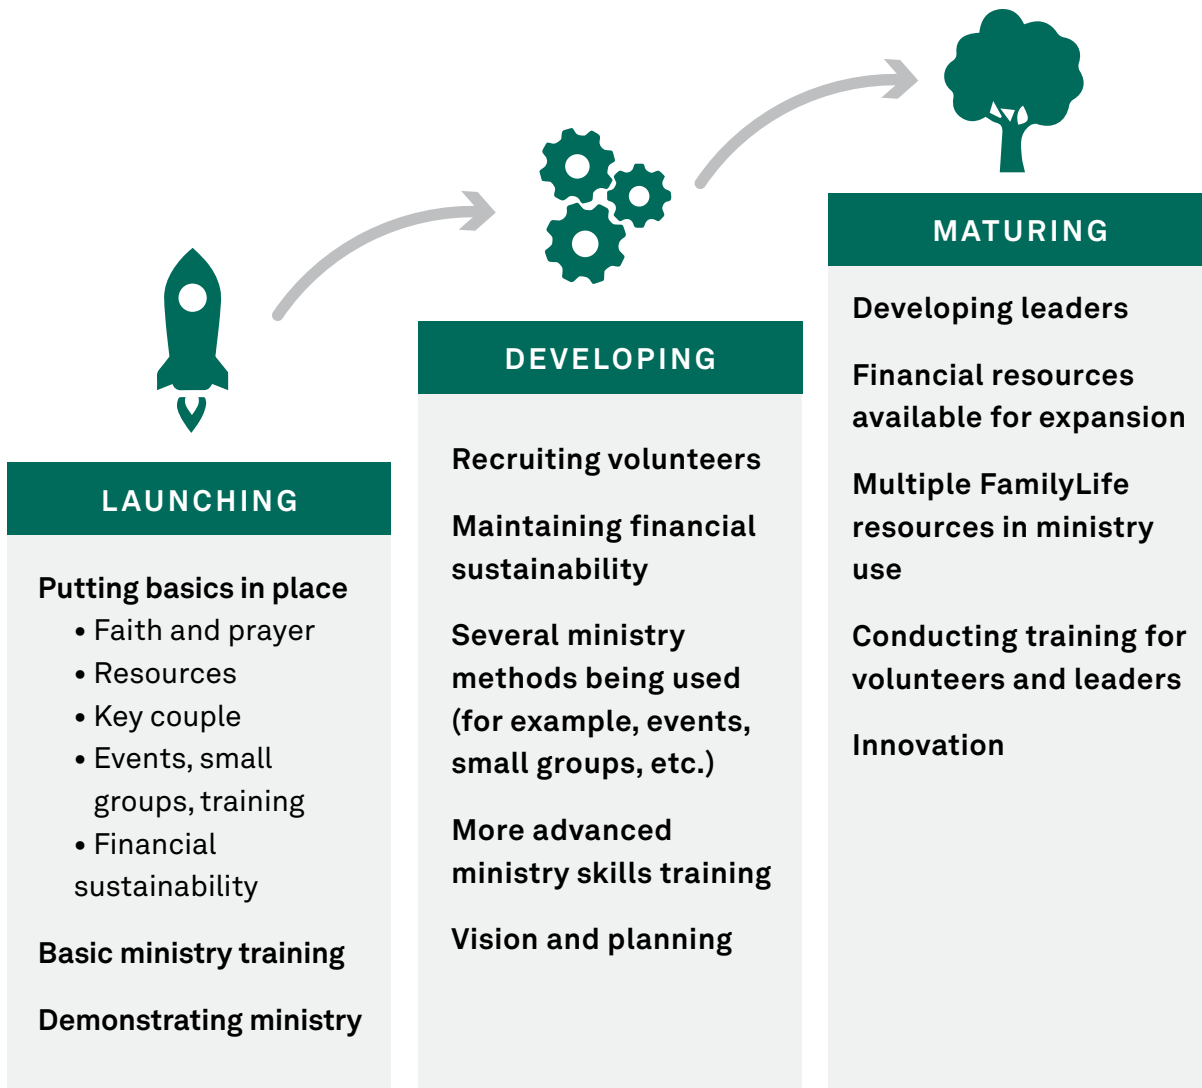 LAUNCHING
Putting basics in place
• Faith and prayer
• Resources
• Key couple
• Events, small
groups, training
• Financial
sustainability
Basic ministry training
Demonstrating ministry
DEVELOPING
Recruiting volunteers
Maintaining financial
sustainability
Several ministry
methods being used
(for example, events,
small groups, etc.)
More advanced
ministry skills training
Vision and planning
MATURING
Developing leaders
Financial resources
available for expansion
Multiple FamilyLife
resources in ministry
use
Conducting training for
volunteers and leaders
Innovation